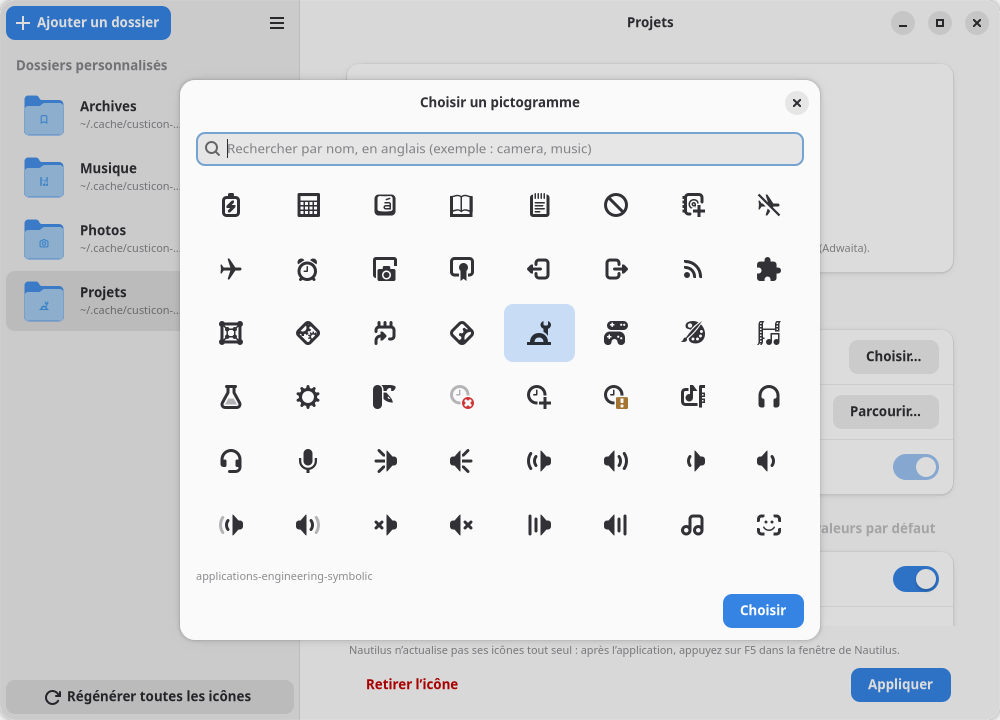 Ajouter un dossier
Projets
Dossiers personnalisés
Archives
~/.cache/custicon-...
Musique
~/.cache/custicon-...
Photos
~/.cache/custicon-...
Projets
~/.cache/custicon-...
Régénérer toutes les icônes
Choisir un pictogramme
Rechercher par nom, en anglais (exemple : camera, music)
applications-engineering-symbolic
Choisir
(Adwaita).
Choisir...
Parcourir...
aleurs par défaut
Nautilus n’actualise pas ses icônes tout seul : après l’application, appuyez sur F5 dans la fenêtre de Nautilus.
Retirer l’icône
Appliquer